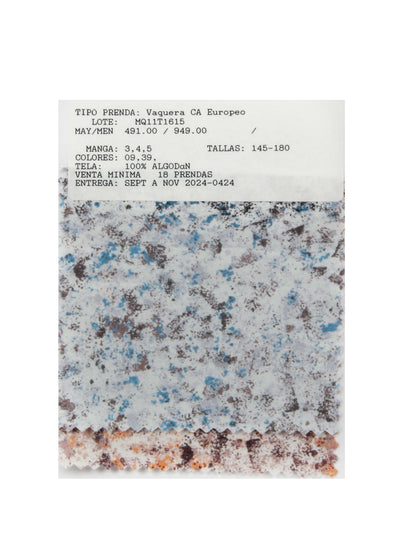 TIPO PRENDA: Vaquera CA Europeo
LOTE: MQ11T1615
MAY/MEN 491.00 / 949.00 /
MANGA: 3,4,5 TALLAS: 145-180
COLORES: 09,39,
TELA: 100% ALGODαN
VENTA MINIMA 18 PRENDAS
ENTREGA: SEPT A NOV 2024-0424